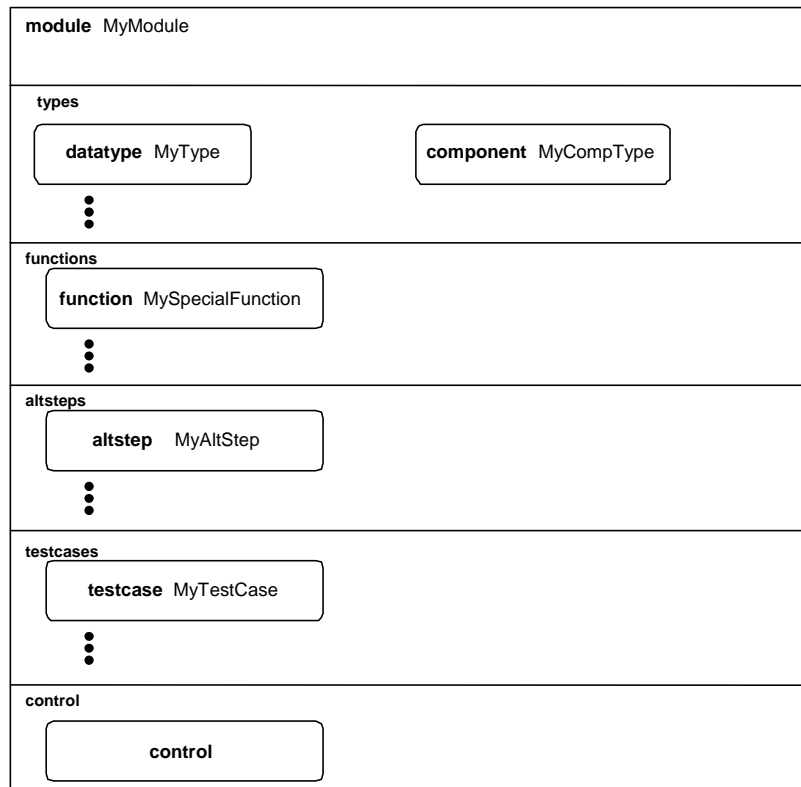 module MyModule
types
datatype MyType
component MyCompType
functions
function MySpecialFunction
altsteps
altstep MyAltStep
testcases
testcase MyTestCase
control
control